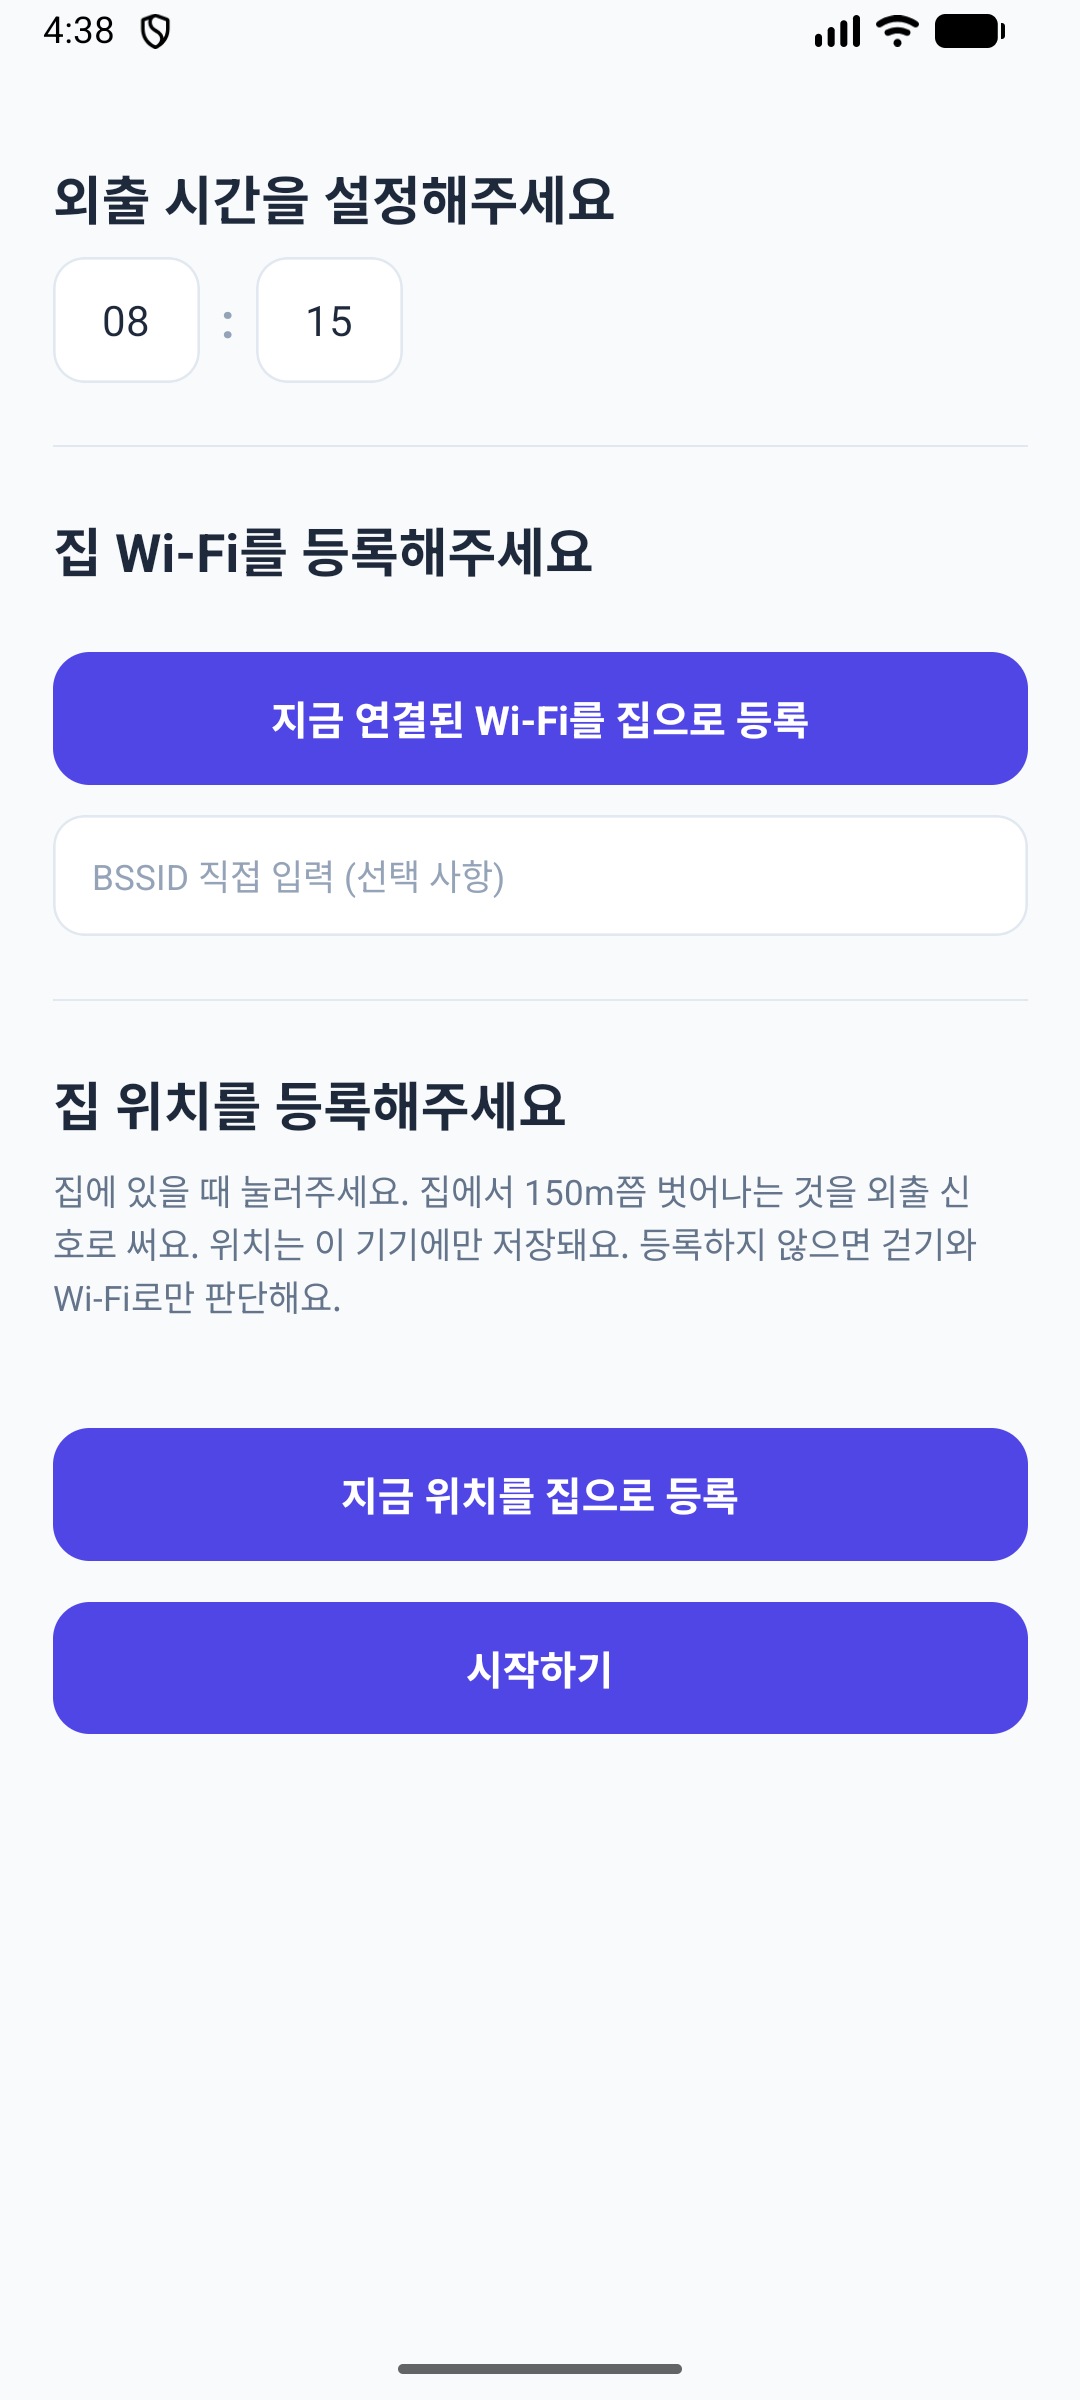 4:38
외출 시간을 설정해주세요
08 : 15
집 Wi-Fi를 등록해주세요
지금 연결된 Wi-Fi를 집으로 등록
BSSID 직접 입력 (선택 사항)
집 위치를 등록해주세요
집에 있을 때 눌러주세요. 집에서 150m쯤 벗어나는 것을 외출 신
호로 써요. 위치는 이 기기에만 저장돼요. 등록하지 않으면 걷기와
Wi-Fi로만 판단해요.
지금 위치를 집으로 등록
시작하기